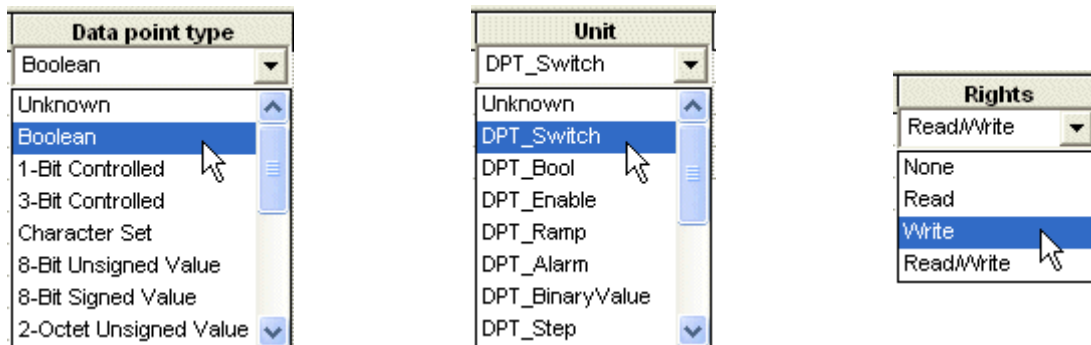 Data point type
Boolean
Unknown
Boolean
1-Bit Controlled
3-Bit Controlled
Character Set
8-Bit Unsigned Value
8-Bit Signed Value
2-Octet Unsigned Value
Unit
DPT_Switch
Unknown
DPT_Switch
DPT_Bool
DPT_Enable
DPT_Ramp
DPT_Alarm
DPT_BinaryValue
DPT_Step
Rights
Read/Write
None
Read
Write
Read/Write